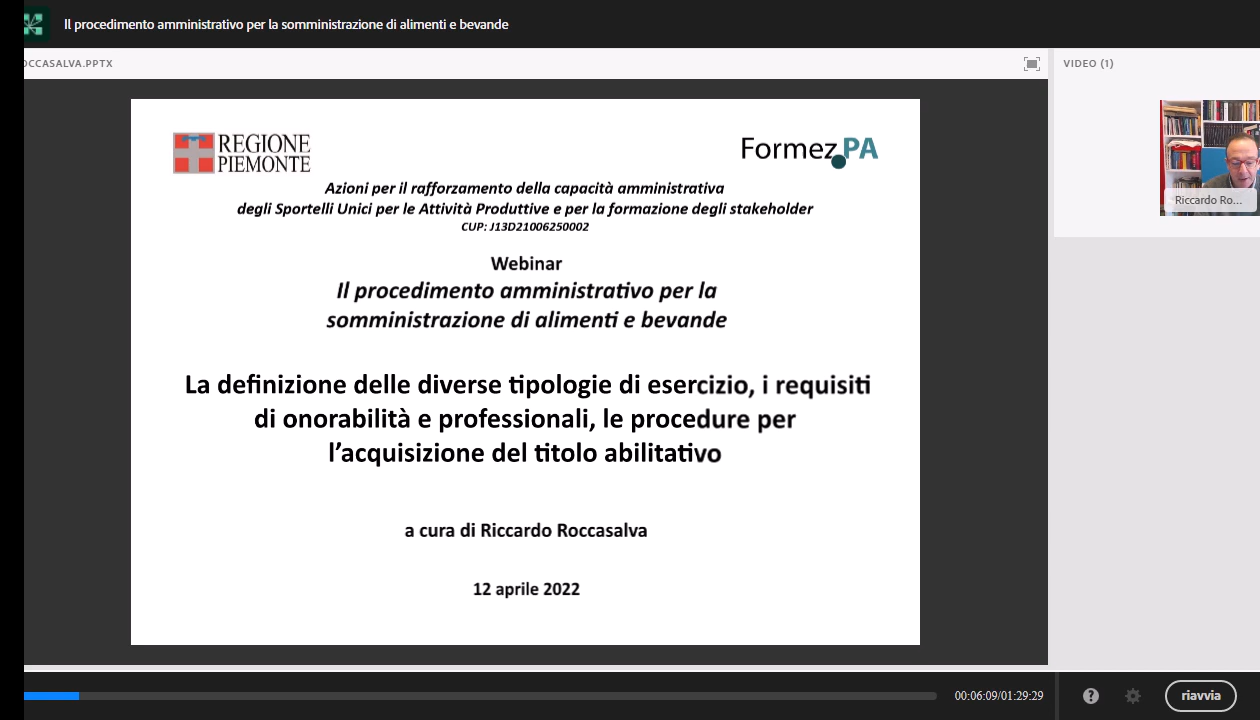 Il procedimento amministrativo per la somministrazione di alimenti e bevande
OCCASALVA.PPTX
VIDEO (1)
REGIONE
PIEMONTE
Formez PA
Azioni per il rafforzamento della capacità amministrativa
degli Sportelli Unici per le Attività Produttive e per la formazione degli stakeholder
CUP: J13D21006250002
Webinar
Il procedimento amministrativo per la
somministrazione di alimenti e bevande
La definizione delle diverse tipologie di esercizio, i requisiti
di onorabilità e professionali, le procedure per
l’acquisizione del titolo abilitativo
a cura di Riccardo Roccasalva
12 aprile 2022
Riccardo Ro...
00:06:09/01:29:29
riavvia